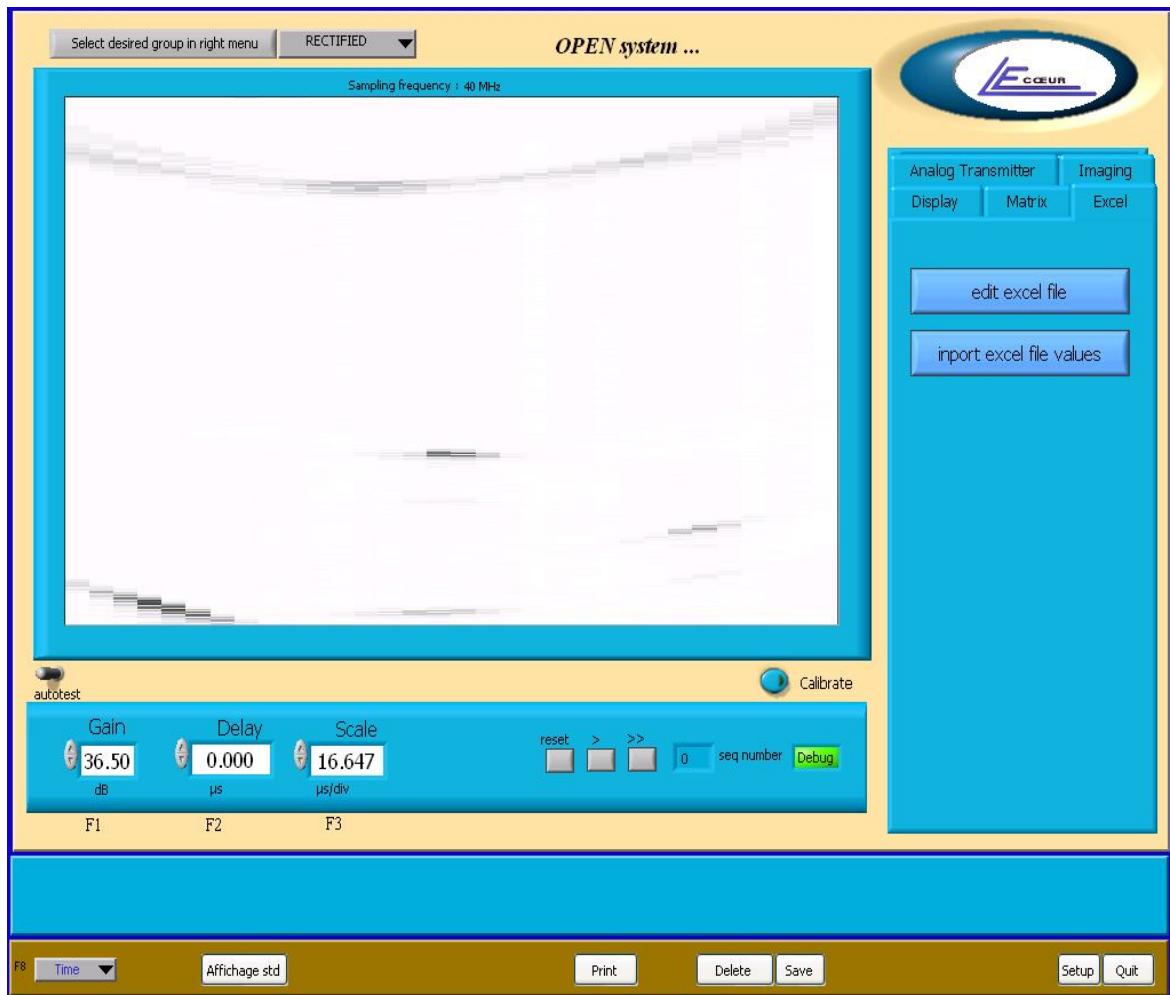 Select desired group in right menu RECTIFIED OPEN system ...
Sampling frequency : 40 MHz
LECŒUR
Analog Transmitter Imaging
Display Matrix Excel
edit excel file
inport excel file values
autotest
Calibrate
Gain Delay Scale
36.50 0.000 16.647
dB µs µs/div
reset > >> 0 seq number Debug
F1 F2 F3
F8 Time Affichage std Print Delete Save Setup Quit